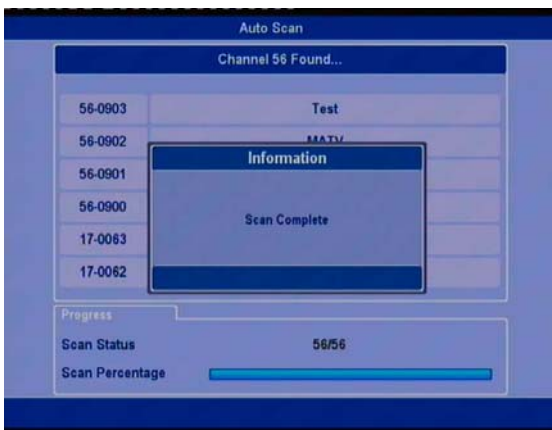 Auto Scan
Channel 56 Found...
56-0903 Test
56-0902 MATV
56-0901
Information
56-0900
Scan Complete
17-0063
17-0062
Progress
Scan Status 56/56
Scan Percentage